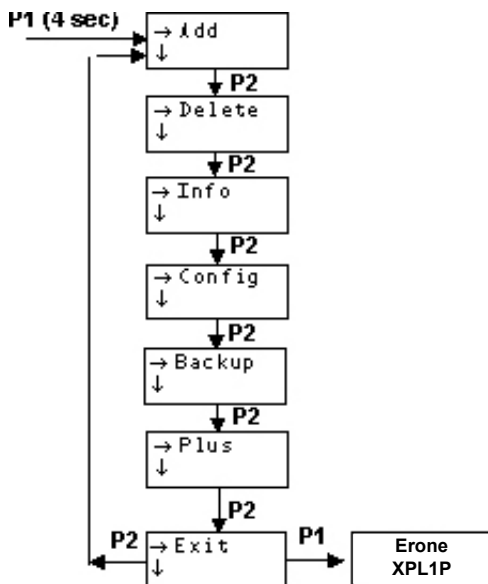 P1 (4 sec)
→ Add
↓
P2
→ Delete
↓
P2
→ Info
↓
P2
→ Config
↓
P2
→ Backup
↓
P2
→ Plus
↓
P2
P2
→ Exit
↓
P1
Erone
XPL1P